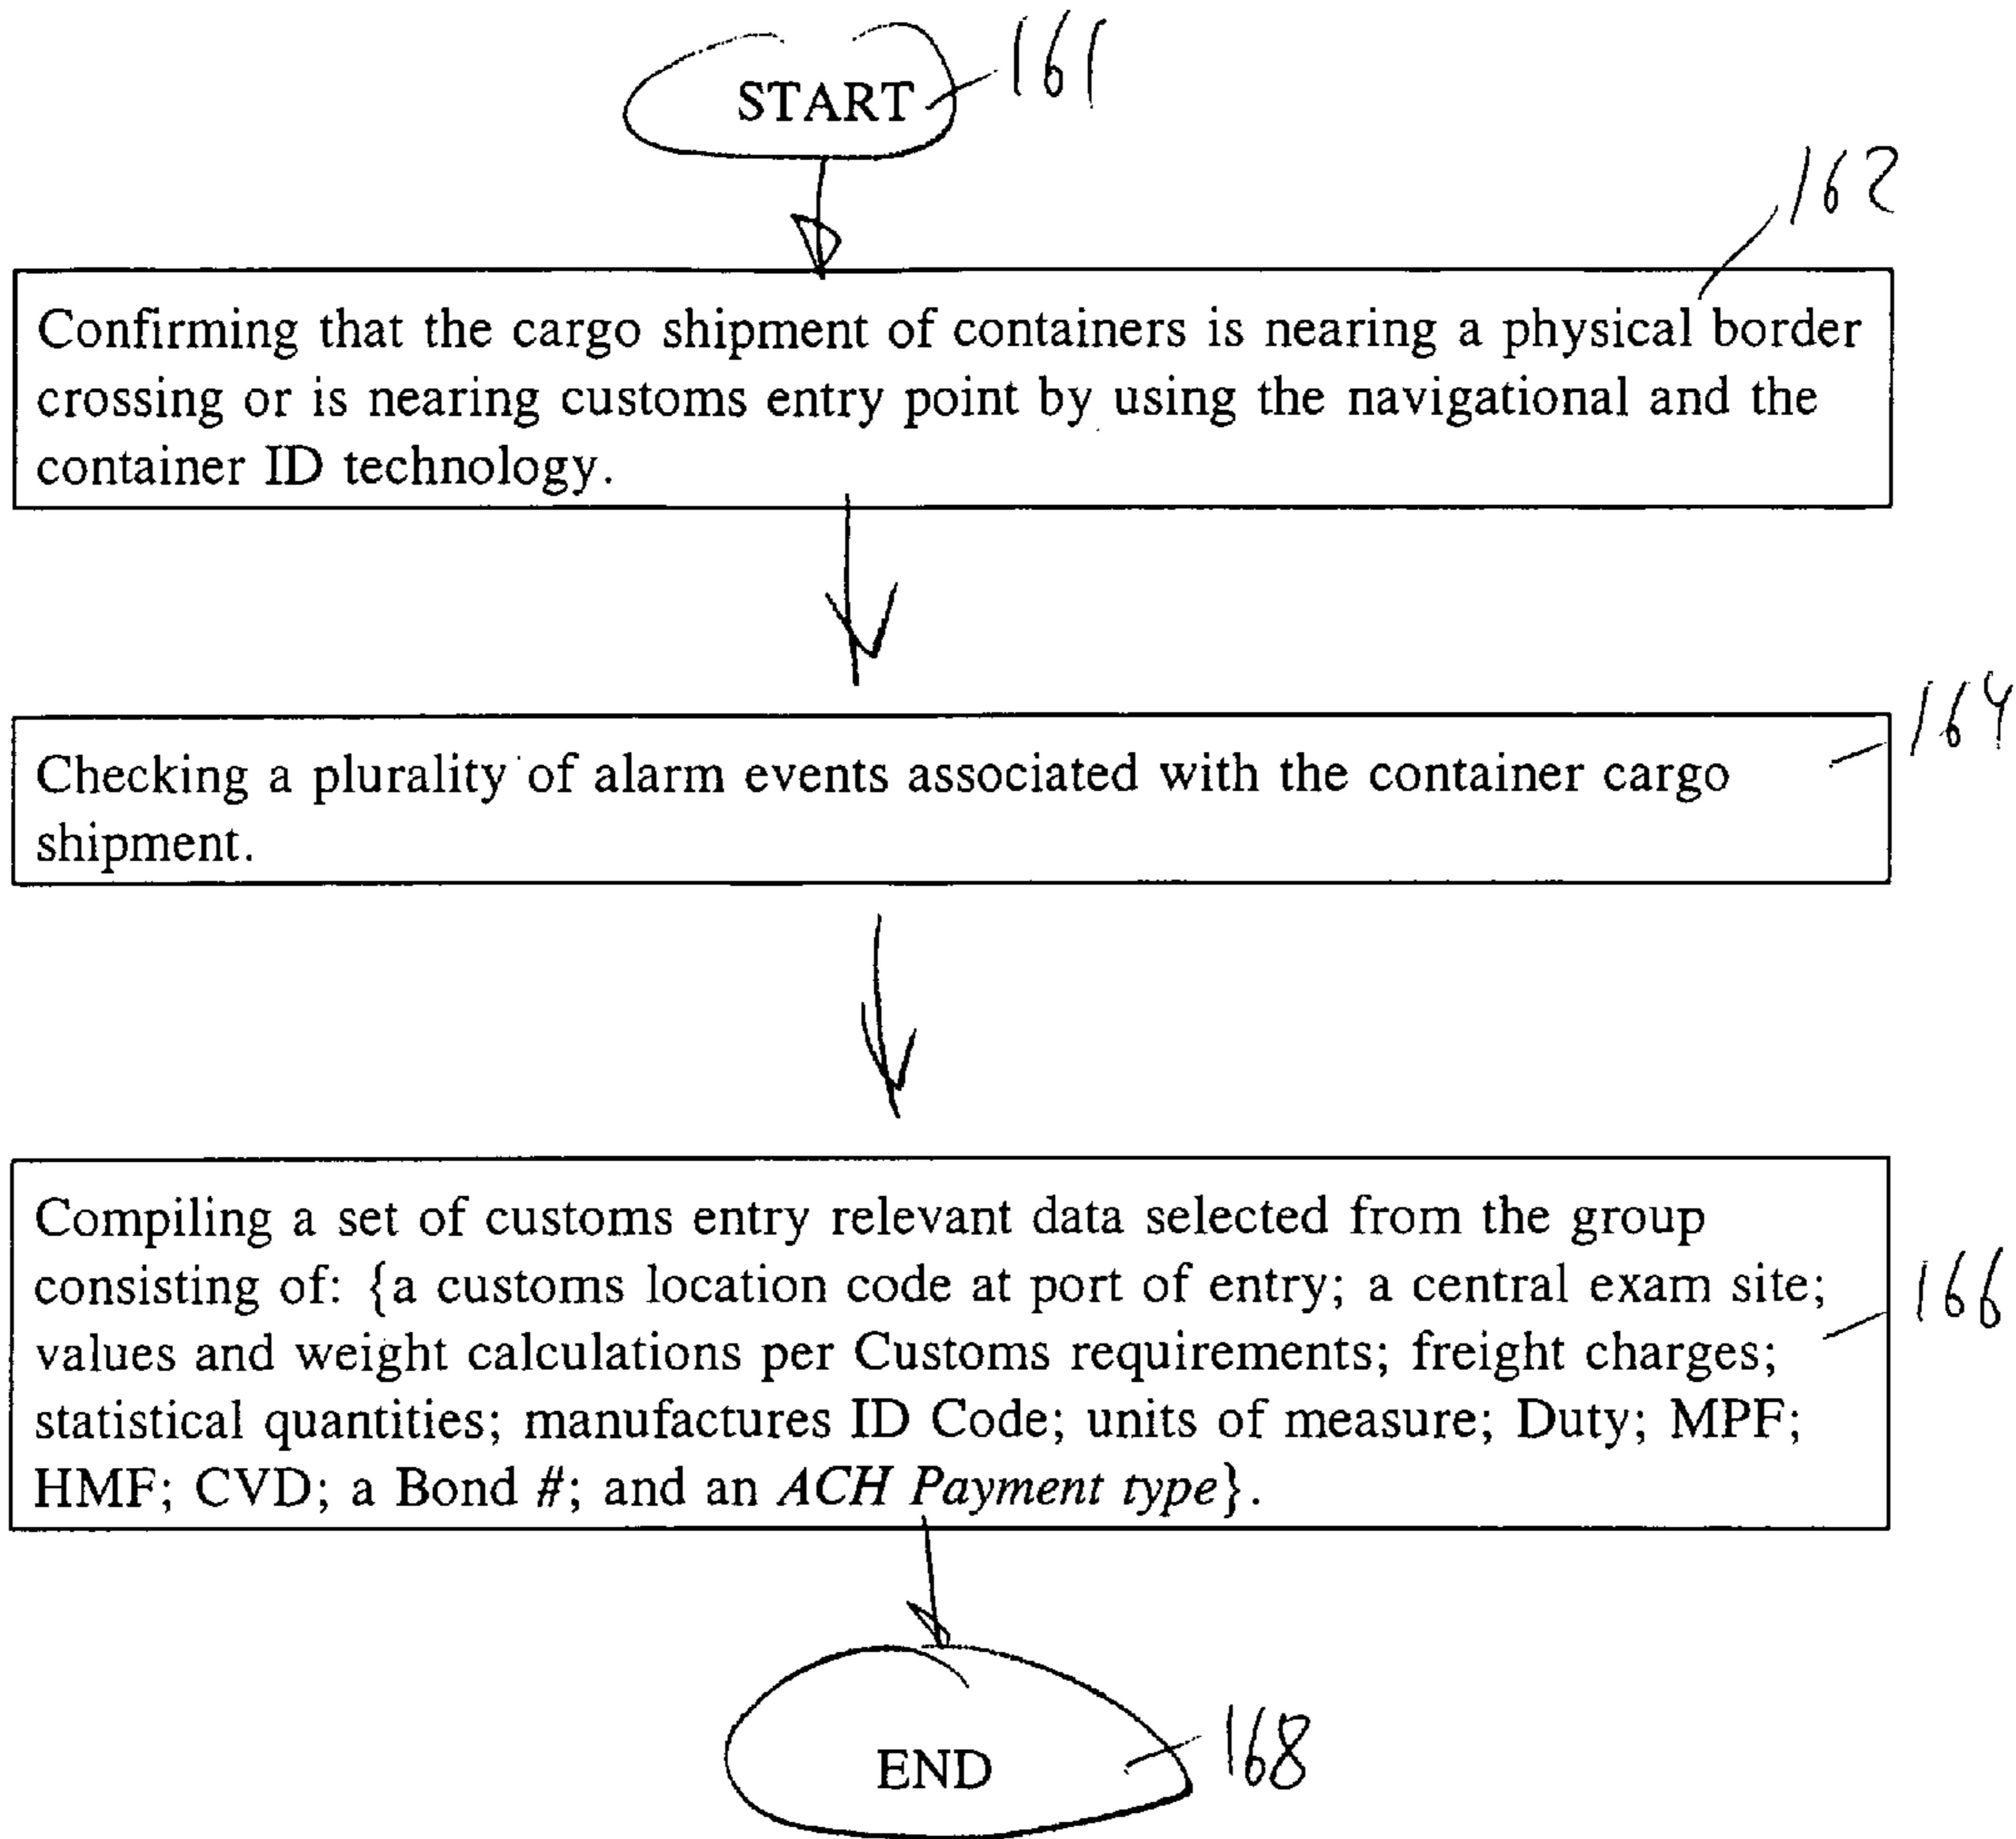 START
161
162
Confirming that the cargo shipment of containers is nearing a physical border
crossing or is nearing customs entry point by using the navigational and the
container ID technology.
164
Checking a plurality of alarm events associated with the container cargo
shipment.
Compiling a set of customs entry relevant data selected from the group
consisting of: {a customs location code at port of entry; a central exam site;
values and weight calculations per Customs requirements; freight charges;
statistical quantities; manufactures ID Code; units of measure; Duty; MPF;
HMF; CVD; a Bond #; and an ACH Payment type}.
166
END
168